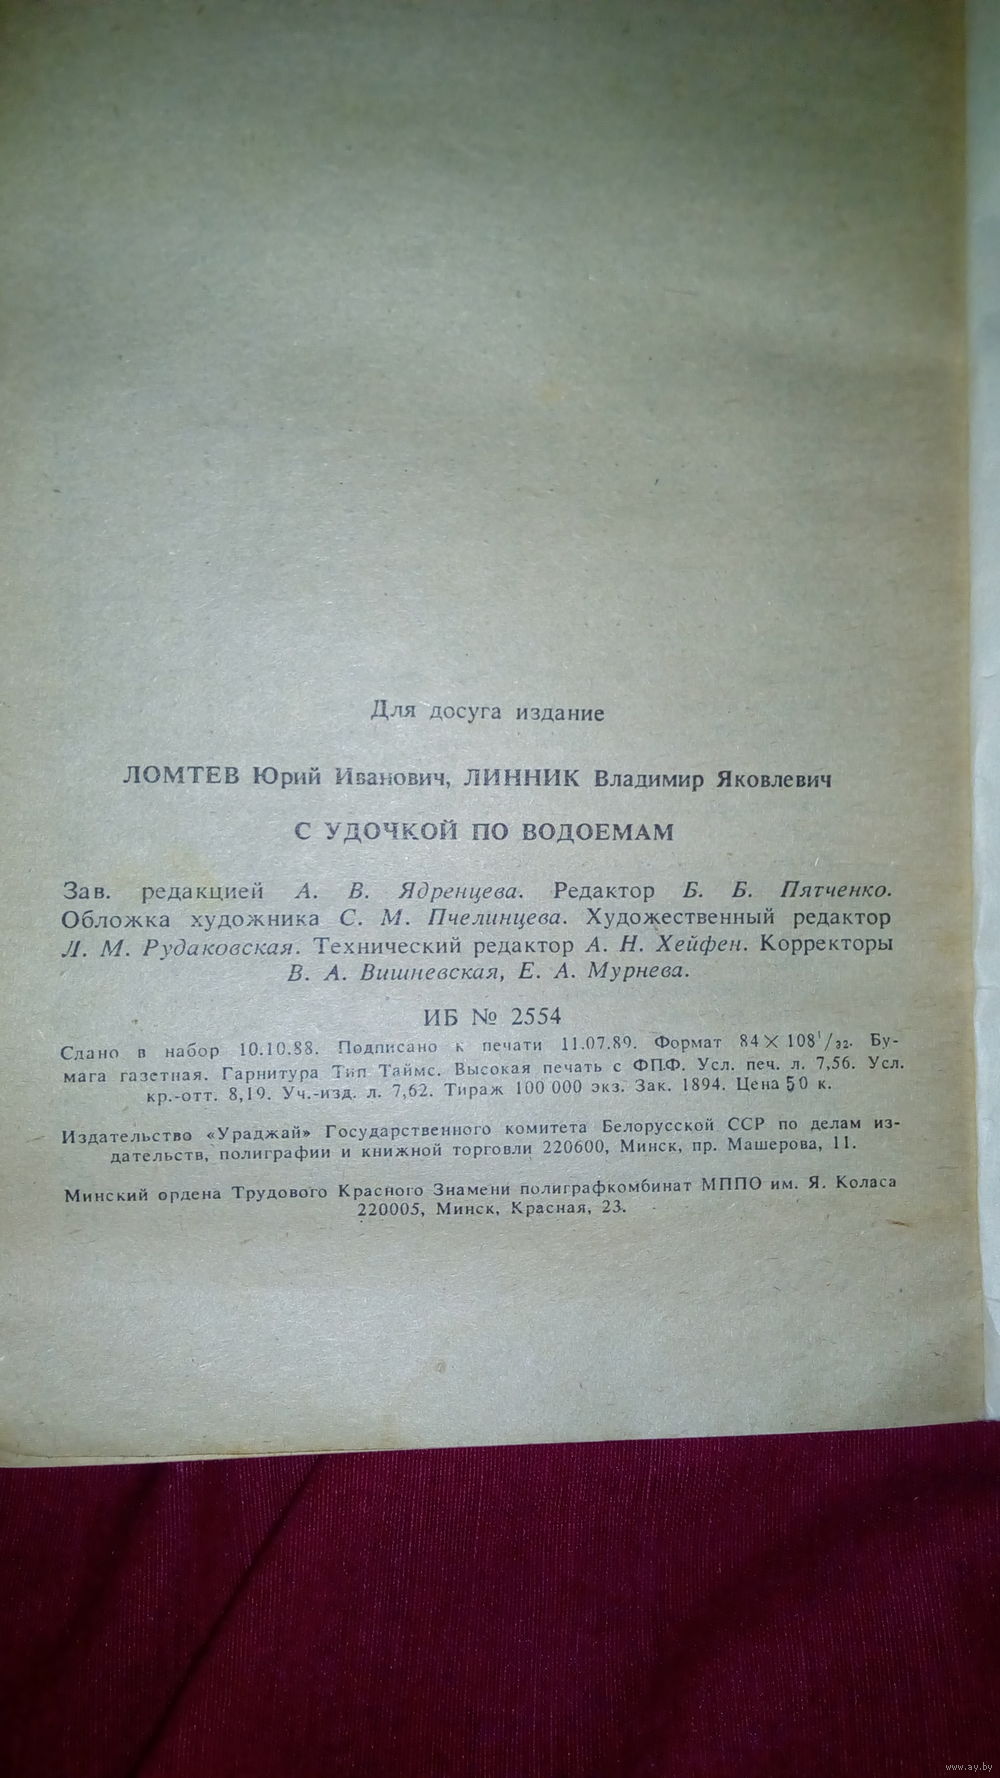 Для досуга издание
ЛОМТЕВ Юрий Иванович, ЛИННИК Владимир Яковлевич
С УДОЧКОЙ ПО ВОДОЕМАМ
Зав. редакцией А. В. Ядренцева. Редактор Б. Б. Пятченко.
Обложка художника С. М. Пчелинцева. Художественный редактор
Л. М. Рудаковская. Технический редактор А. Н. Хейфен. Корректоры
В. А. Вишневская, Е. А. Мурнева.
ИБ № 2554
Сдано в набор 10.10.88. Подписано к печати 11.07.89. Формат 84×108¹/₃₂. Бу-
мага газетная. Гарнитура Тип Таймс. Высокая печать с ФПФ. Усл. печ. л. 7,56. Усл.
кр.-отт. 8,19. Уч.-изд. л. 7,62. Тираж 100 000 экз. Зак. 1894. Цена 50 к.
Издательство «Ураджай» Государственного комитета Белорусской ССР по делам из-
дательств, полиграфии и книжной торговли 220600, Минск, пр. Машерова, 11.
Минский ордена Трудового Красного Знамени полиграфкомбинат МППО им. Я. Коласа
220005, Минск, Красная, 23.
www.ay.by